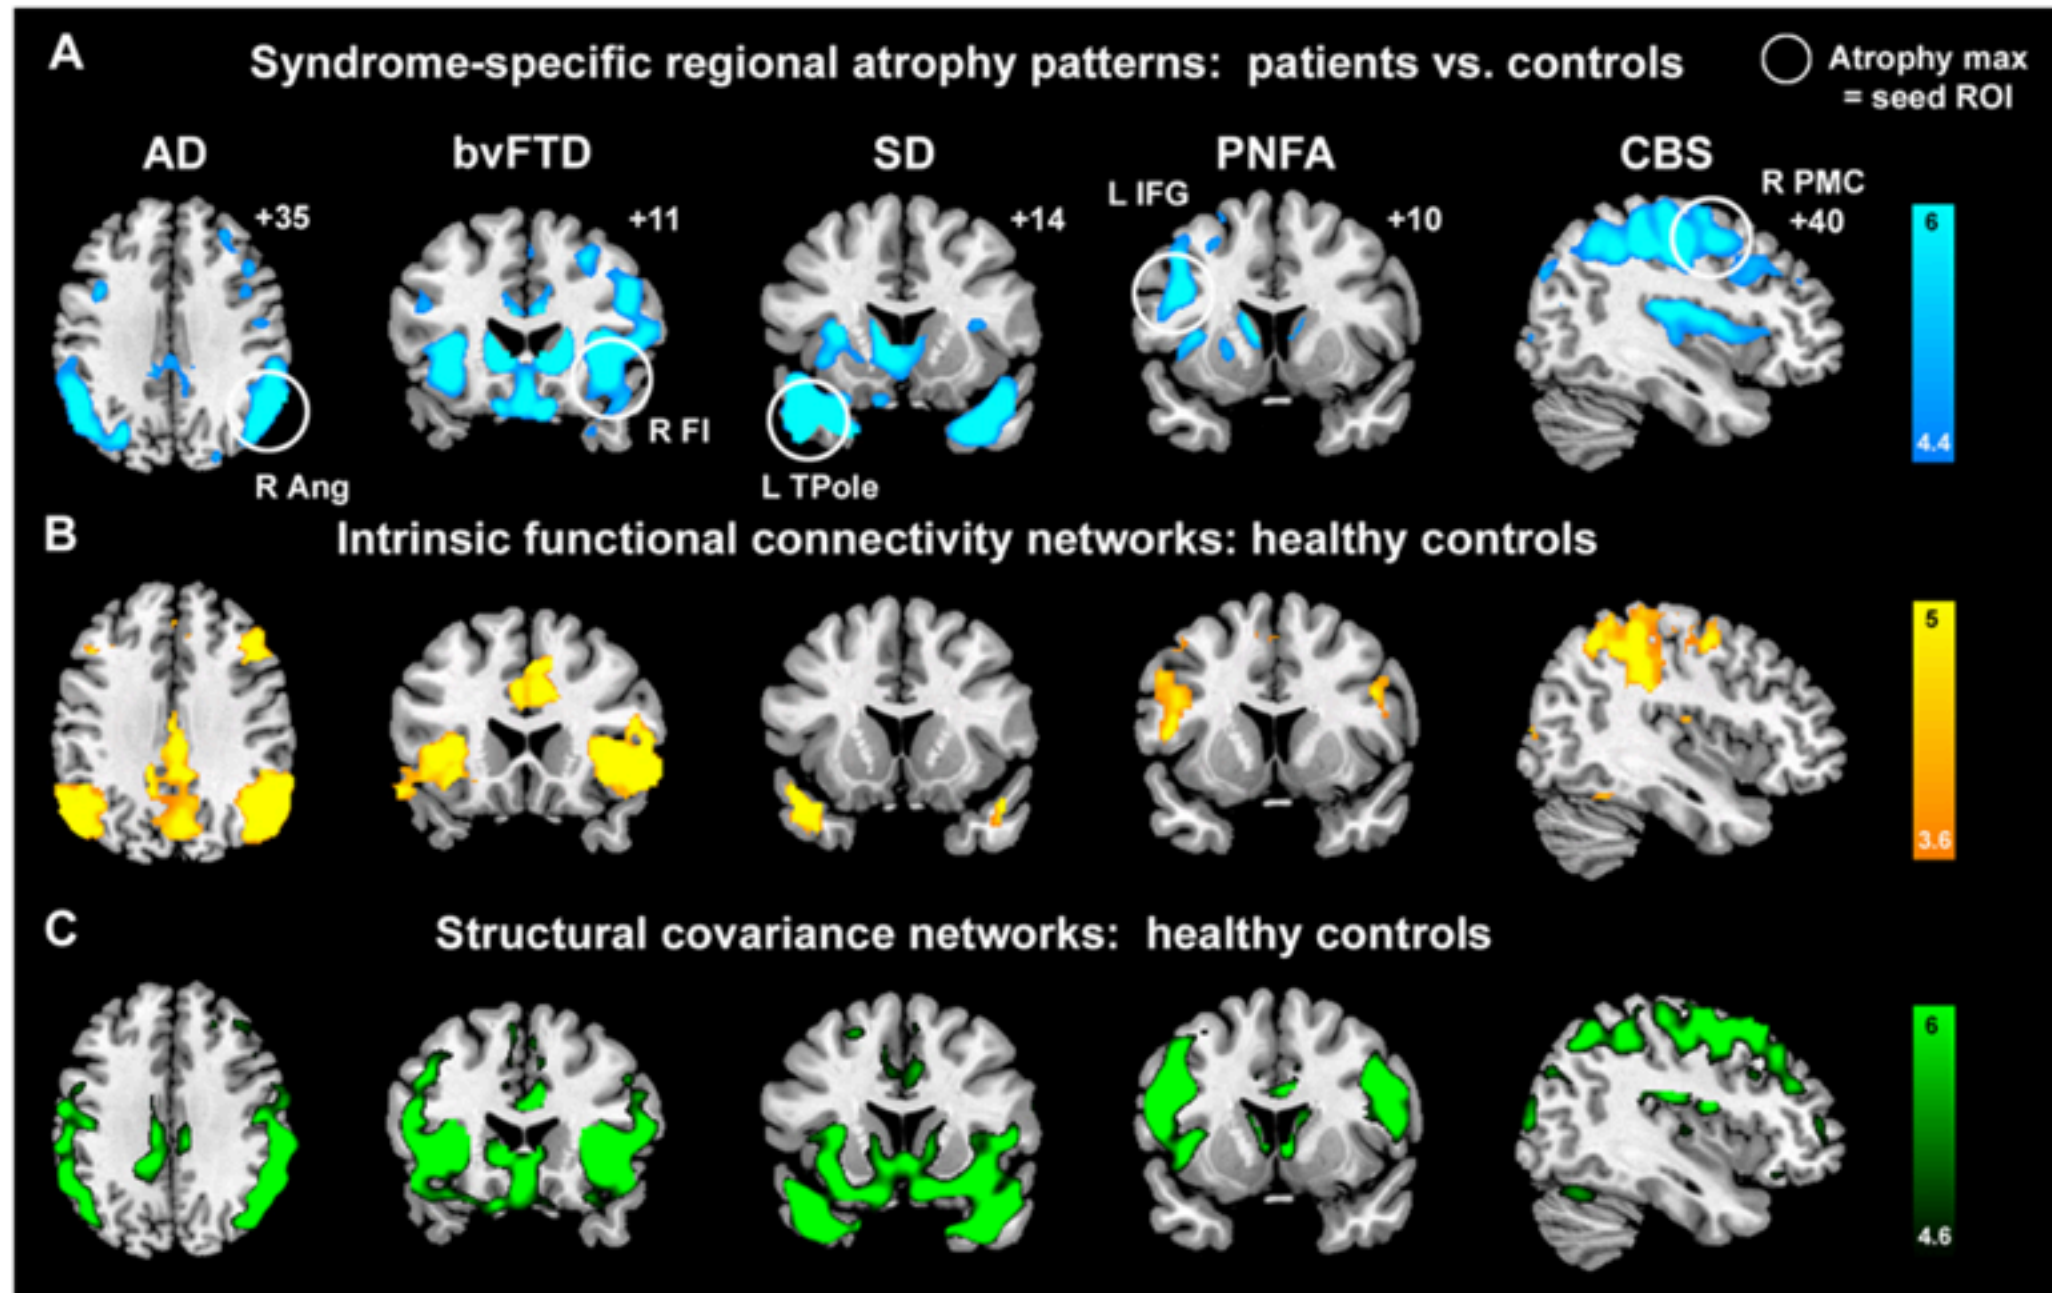 A
Syndrome-specific regional atrophy patterns: patients vs. controls
Atrophy max
= seed ROI
AD
bvFTD
SD
PNFA
CBS
+35
+11
+14
L IFG
+10
R PMC
+40
6
4.4
R Ang
R FI
L TPole
B
Intrinsic functional connectivity networks: healthy controls
5
3.6
C
Structural covariance networks: healthy controls
6
4.6